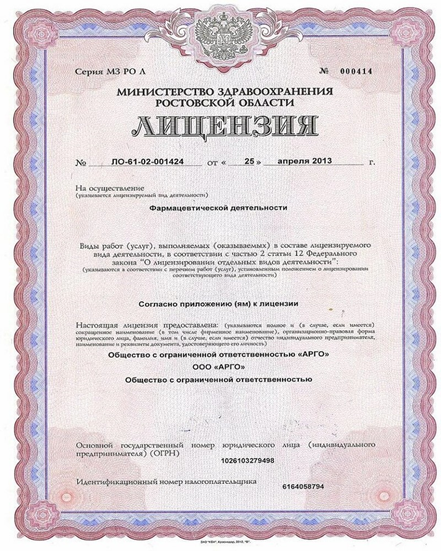 Серия МЗ РО Л № 000414
МИНИСТЕРСТВО ЗДРАВООХРАНЕНИЯ
РОСТОВСКОЙ ОБЛАСТИ
ЛИЦЕНЗИЯ
№ ЛО-61-02-001424 от « 25 » апреля 2013 г.
На осуществление
(указывается лицензируемый вид деятельности)
Фармацевтической деятельности
Виды работ (услуг), выполняемых (оказываемых) в составе лицензируемого
вида деятельности, в соответствии с частью 2 статьи 12 Федерального
закона "О лицензировании отдельных видов деятельности":
(указываются в соответствии с перечнем работ (услуг), установленным положением о лицензировании
соответствующего вида деятельности)
Согласно приложению (ям) к лицензии
Настоящая лицензия предоставлена: (указывается полное и (в случае, если имеется)
сокращенное наименование (в том числе фирменное наименование), организационно-правовая форма
юридического лица, фамилия, имя и (в случае, если имеется) отчество индивидуального предпринимателя,
наименование и реквизиты документа, удостоверяющего его личность)
Общество с ограниченной ответственностью «АРГО»
ООО «АРГО»
Общество с ограниченной ответственностью
Основной государственный номер юридического лица (индивидуального
предпринимателя) (ОГРН)
1026103279498
Идентификационный номер налогоплательщика 6164058794